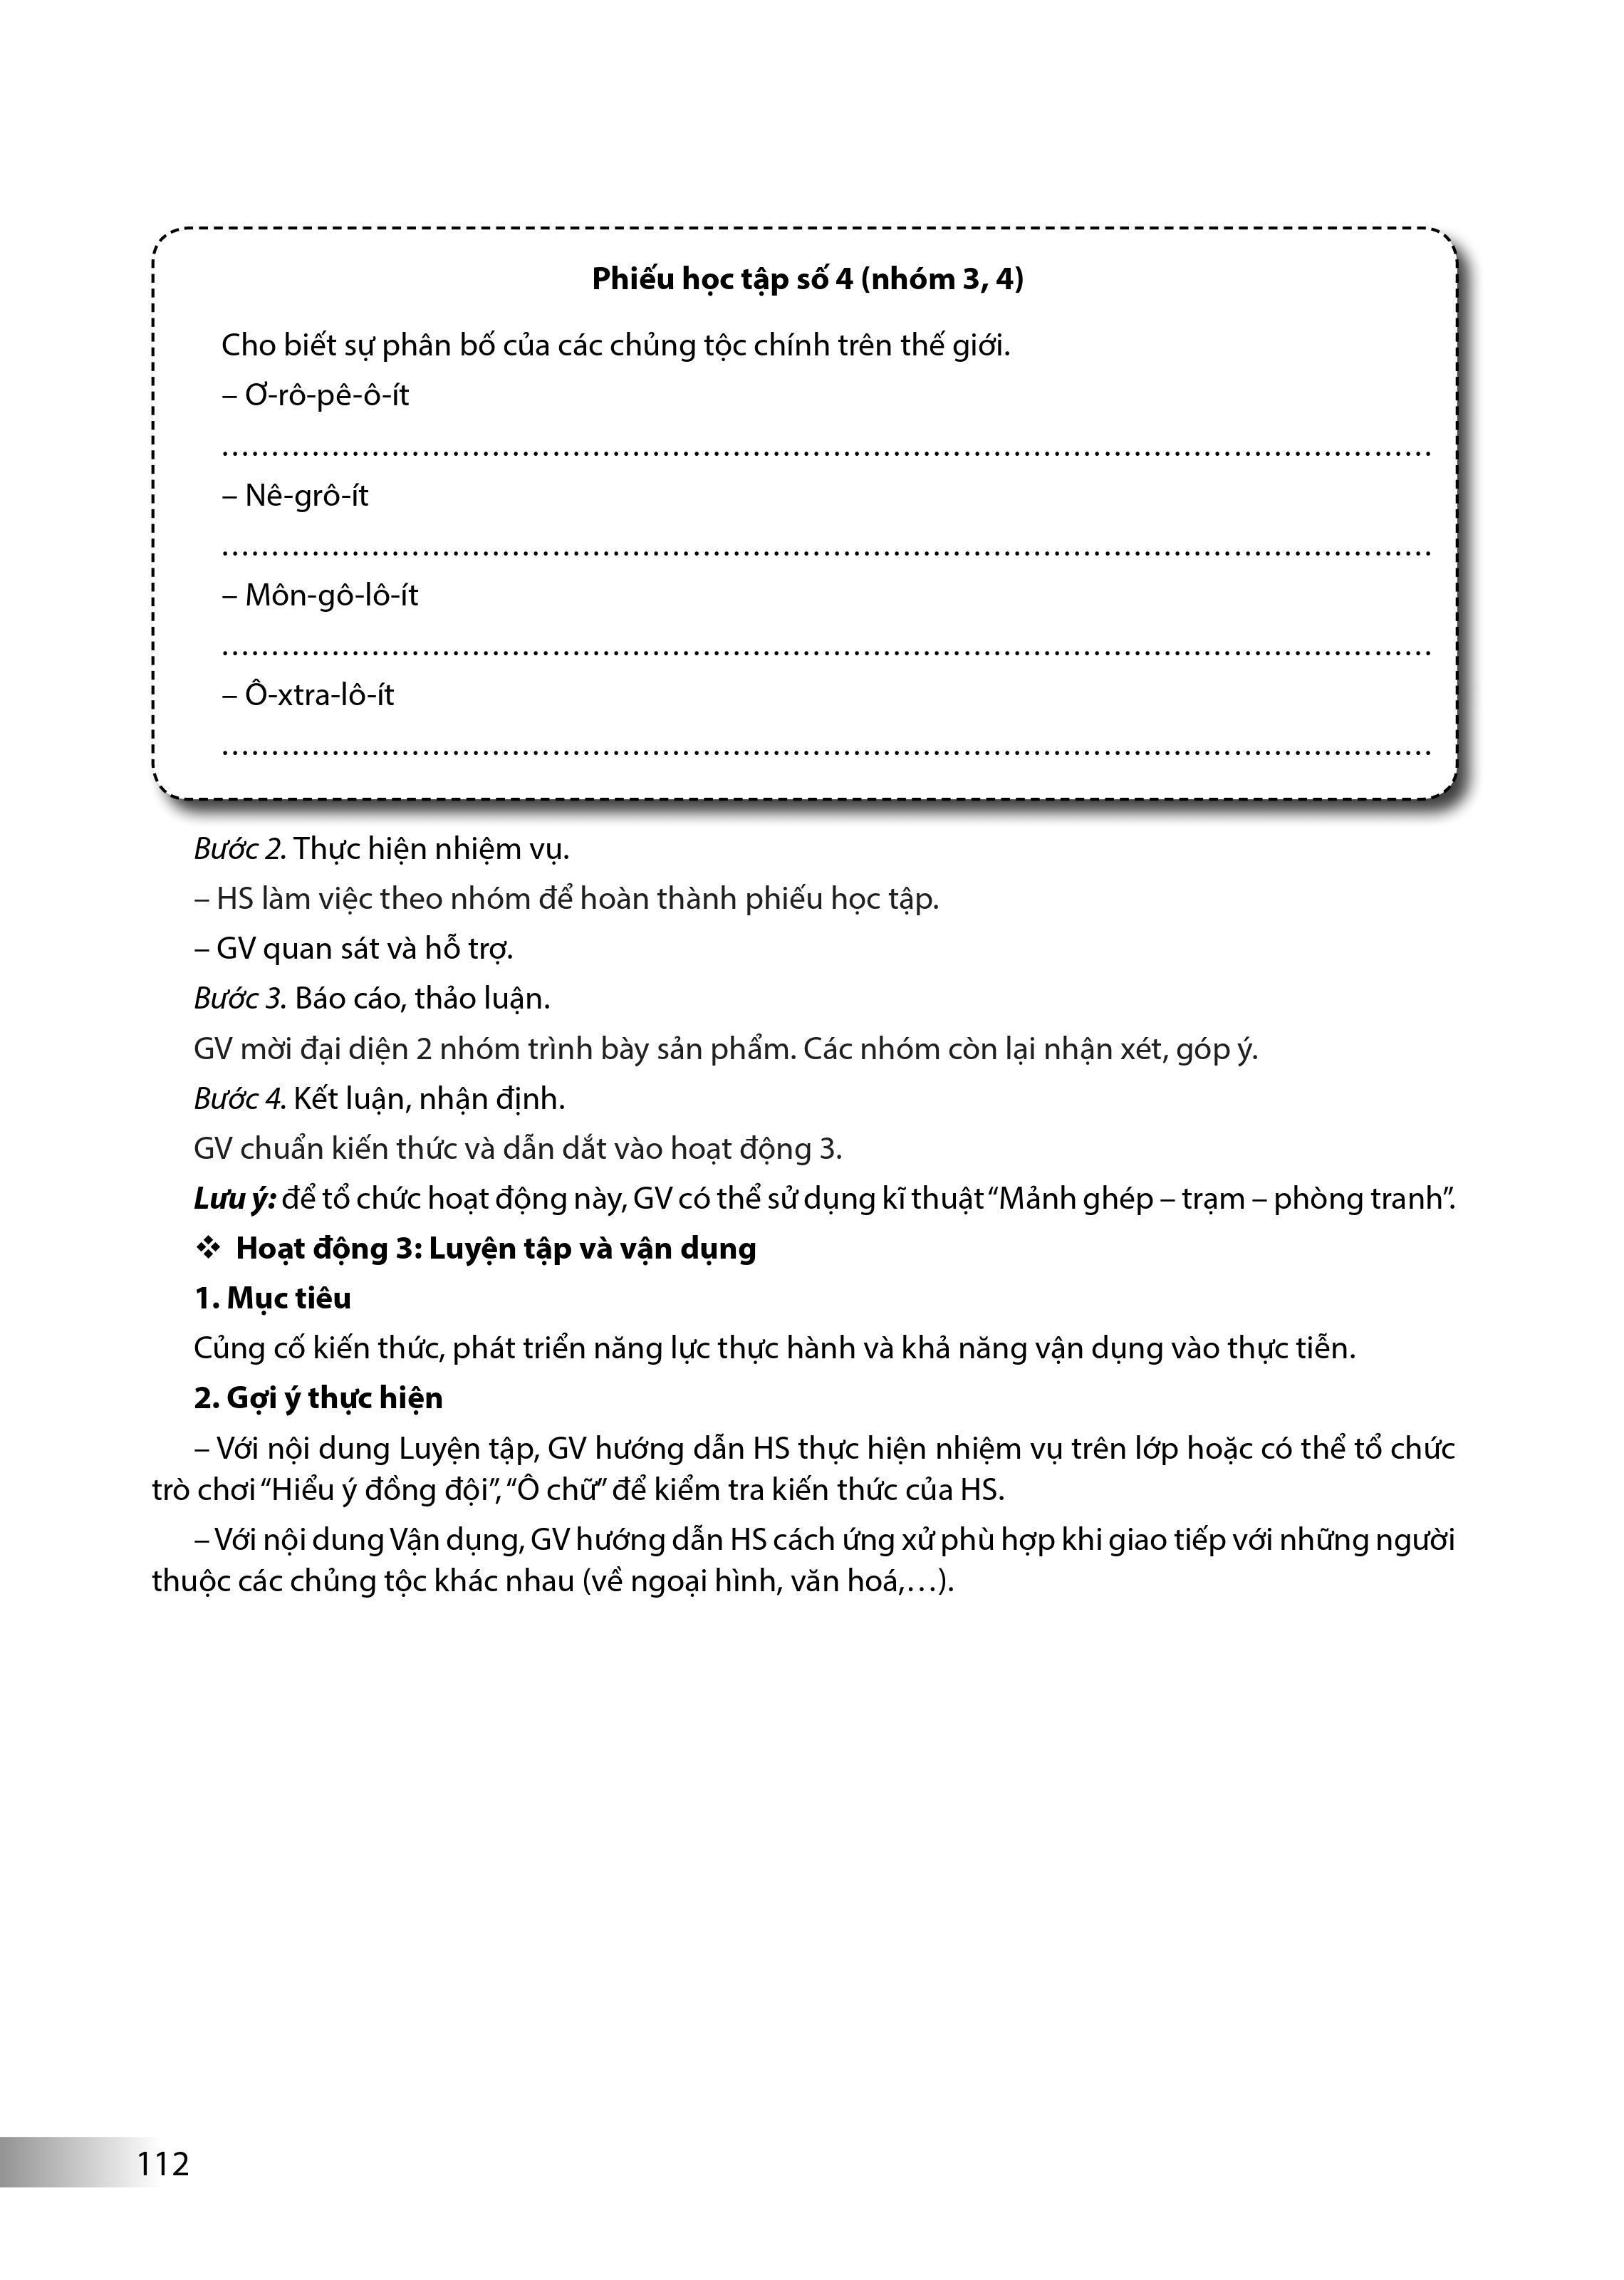 Phiếu học tập số 4 (nhóm 3, 4)
Cho biết sự phân bố của các chủng tộc chính trên thế giới.
– Ơ-rô-pê-ô-ít
........................................................................................................................
– Nê-grô-ít
........................................................................................................................
– Môn-gô-lô-ít
........................................................................................................................
– Ô-xtra-lô-ít
........................................................................................................................
Bước 2. Thực hiện nhiệm vụ.
– HS làm việc theo nhóm để hoàn thành phiếu học tập.
– GV quan sát và hỗ trợ.
Bước 3. Báo cáo, thảo luận.
GV mời đại diện 2 nhóm trình bày sản phẩm. Các nhóm còn lại nhận xét, góp ý.
Bước 4. Kết luận, nhận định.
GV chuẩn kiến thức và dẫn dắt vào hoạt động 3.
Lưu ý: để tổ chức hoạt động này, GV có thể sử dụng kĩ thuật “Mảnh ghép – trạm – phòng tranh”.
❖ Hoạt động 3: Luyện tập và vận dụng
1. Mục tiêu
Củng cố kiến thức, phát triển năng lực thực hành và khả năng vận dụng vào thực tiễn.
2. Gợi ý thực hiện
– Với nội dung Luyện tập, GV hướng dẫn HS thực hiện nhiệm vụ trên lớp hoặc có thể tổ chức
trò chơi “Hiểu ý đồng đội”, “Ô chữ” để kiểm tra kiến thức của HS.
– Với nội dung Vận dụng, GV hướng dẫn HS cách ứng xử phù hợp khi giao tiếp với những người
thuộc các chủng tộc khác nhau (về ngoại hình, văn hoá,…).
112